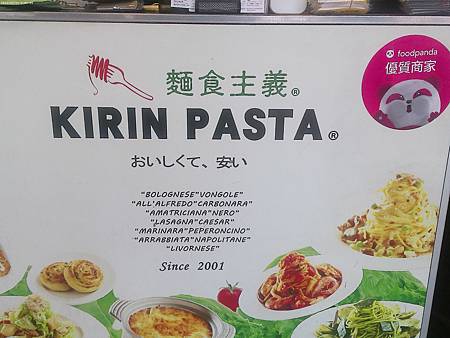 麵食主義®
KIRIN PASTA®
おいしくて、安い
"BOLOGNESE"VONGOLE"
"ALL'ALFREDO"CARBONARA"
"AMATRICIANA"NERO"
"LASAGNA"CAESAR"
"MARINARA"PEPERONCINO"
"ARRABBIATA"NAPOLITANE"
"LIVORNESE"
Since 2001
foodpanda
優質商家